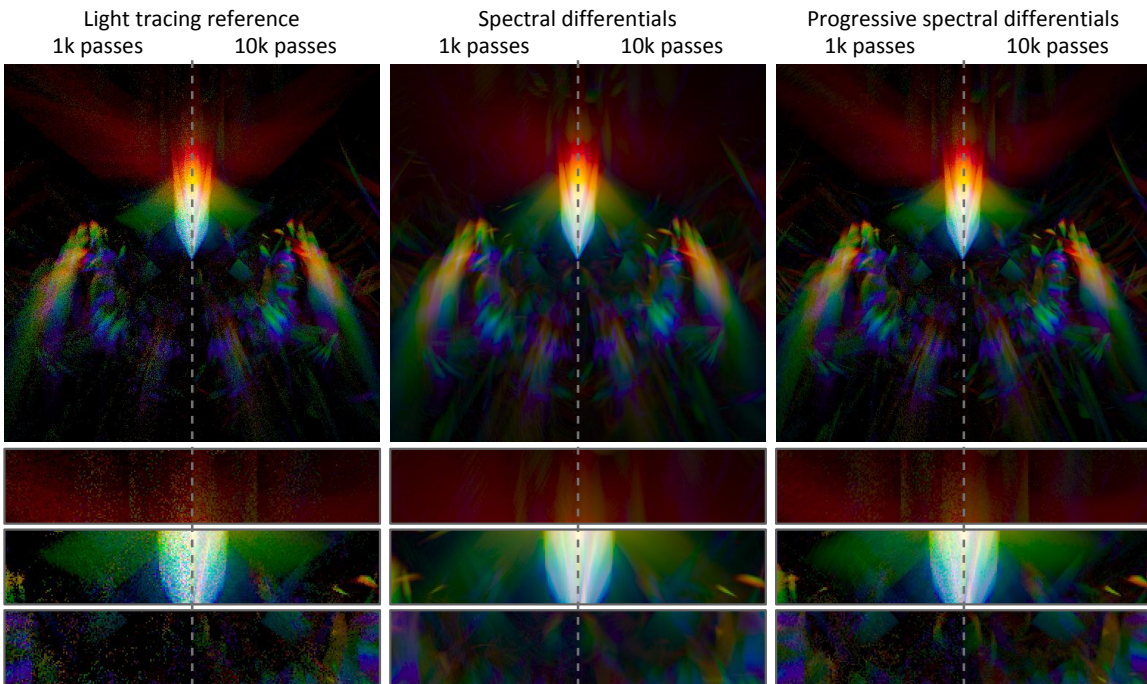 Light tracing reference
1k passes 10k passes
Spectral differentials
1k passes 10k passes
Progressive spectral differentials
1k passes 10k passes